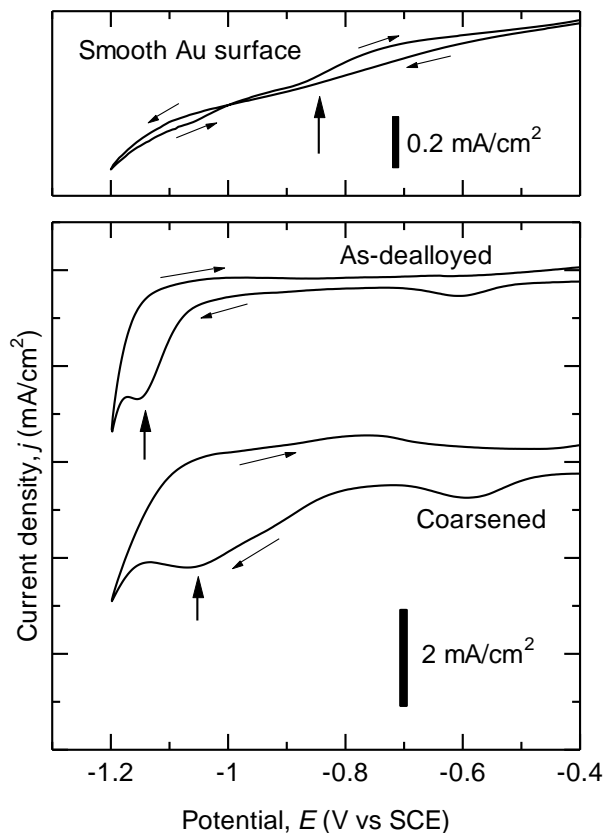 Smooth Au surface
0.2 mA/cm²
As-dealloyed
Coarsened
2 mA/cm²
Current density, j (mA/cm²)
-1.2 -1 -0.8 -0.6 -0.4
Potential, E (V vs SCE)